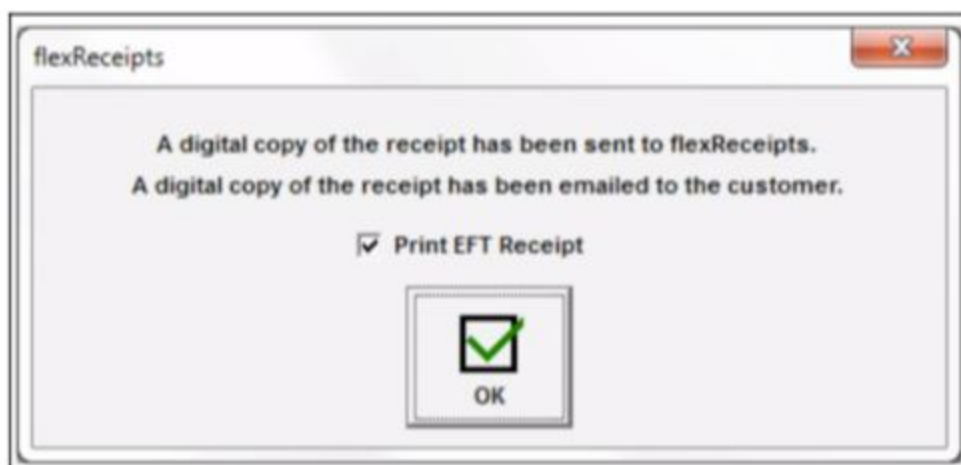 flexReceipts
A digital copy of the receipt has been sent to flexReceipts.
A digital copy of the receipt has been emailed to the customer.
Print EFT Receipt
OK